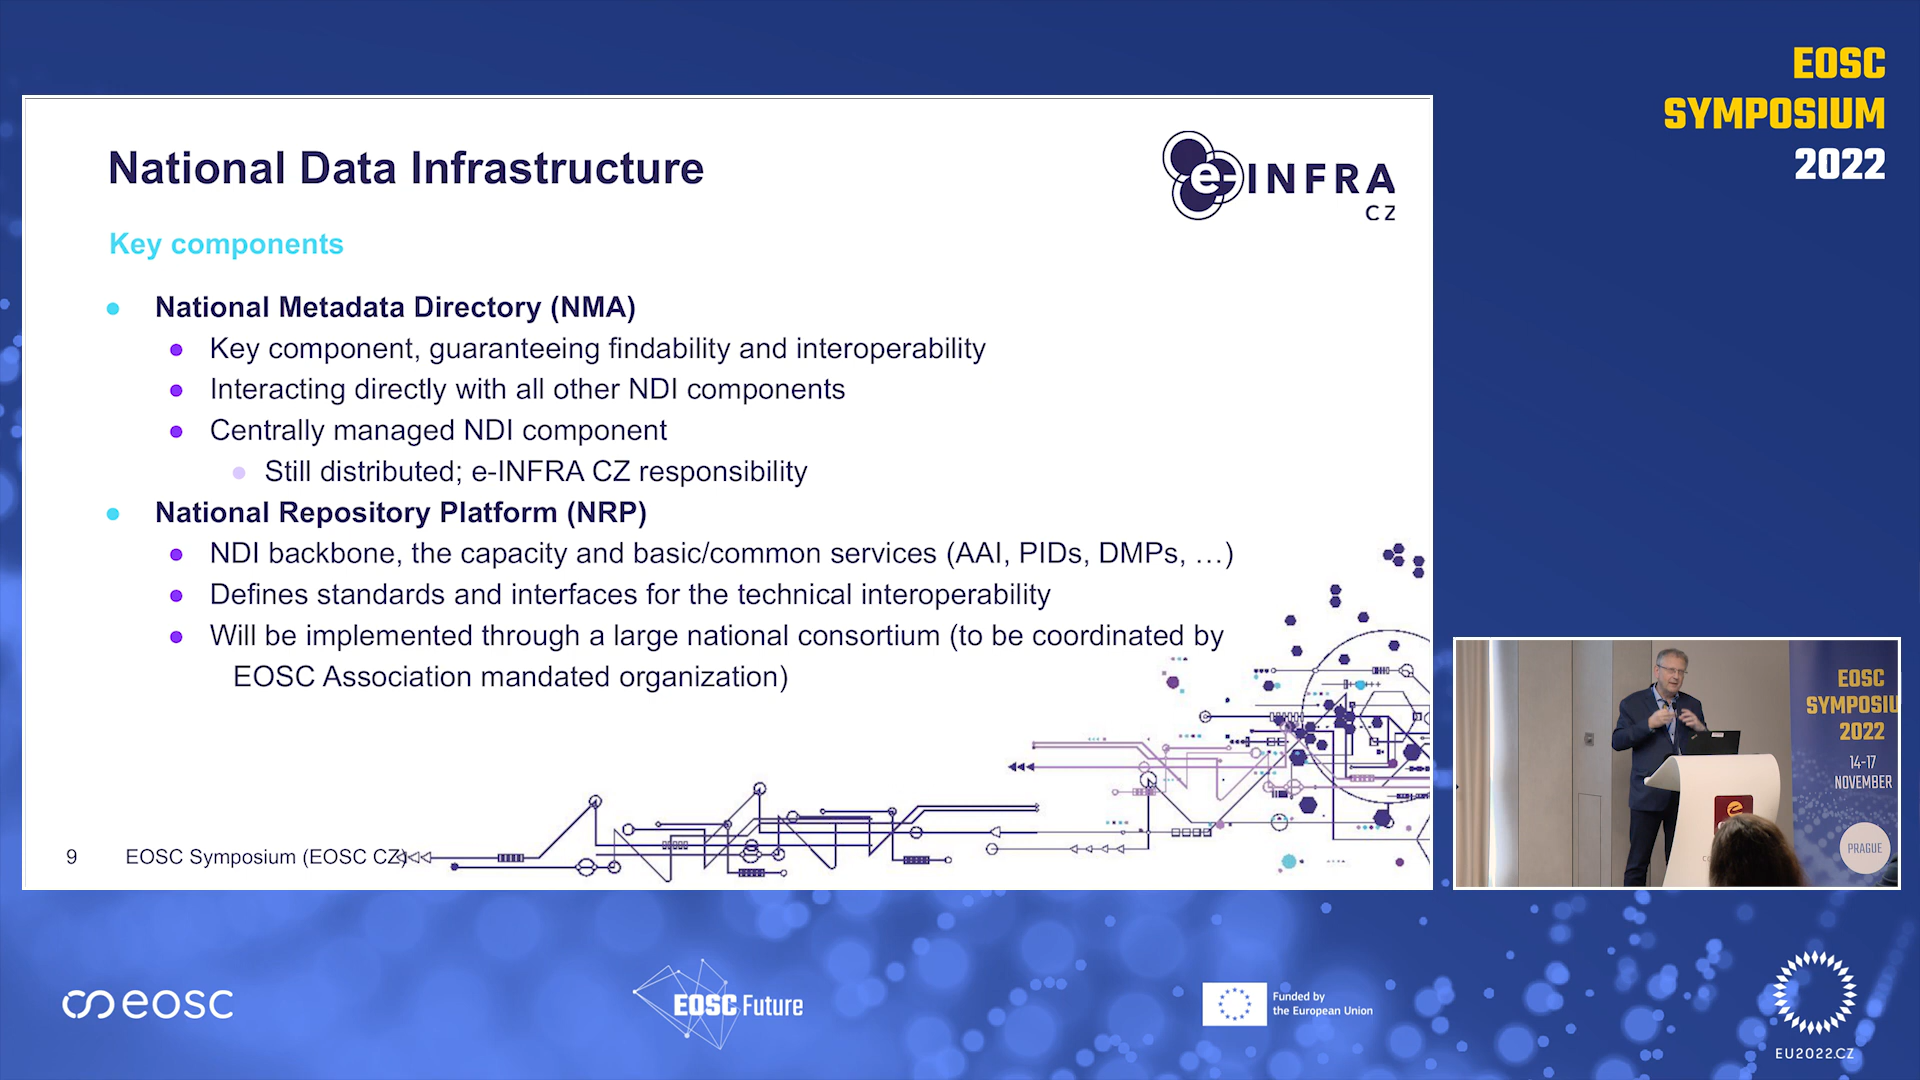 EOSC
SYMPOSIUM
2022
National Data Infrastructure
e-INFRA
CZ
Key components
National Metadata Directory (NMA)
Key component, guaranteeing findability and interoperability
Interacting directly with all other NDI components
Centrally managed NDI component
Still distributed; e-INFRA CZ responsibility
National Repository Platform (NRP)
NDI backbone, the capacity and basic/common services (AAI, PIDs, DMPs, …)
Defines standards and interfaces for the technical interoperability
Will be implemented through a large national consortium (to be coordinated by
EOSC Association mandated organization)
9 EOSC Symposium (EOSC CZ)
EOSC
SYMPOSIU
2022
14-17
NOVEMBER
PRAGUE
eosc
EOSC Future
Funded by
the European Union
EU2022.CZ